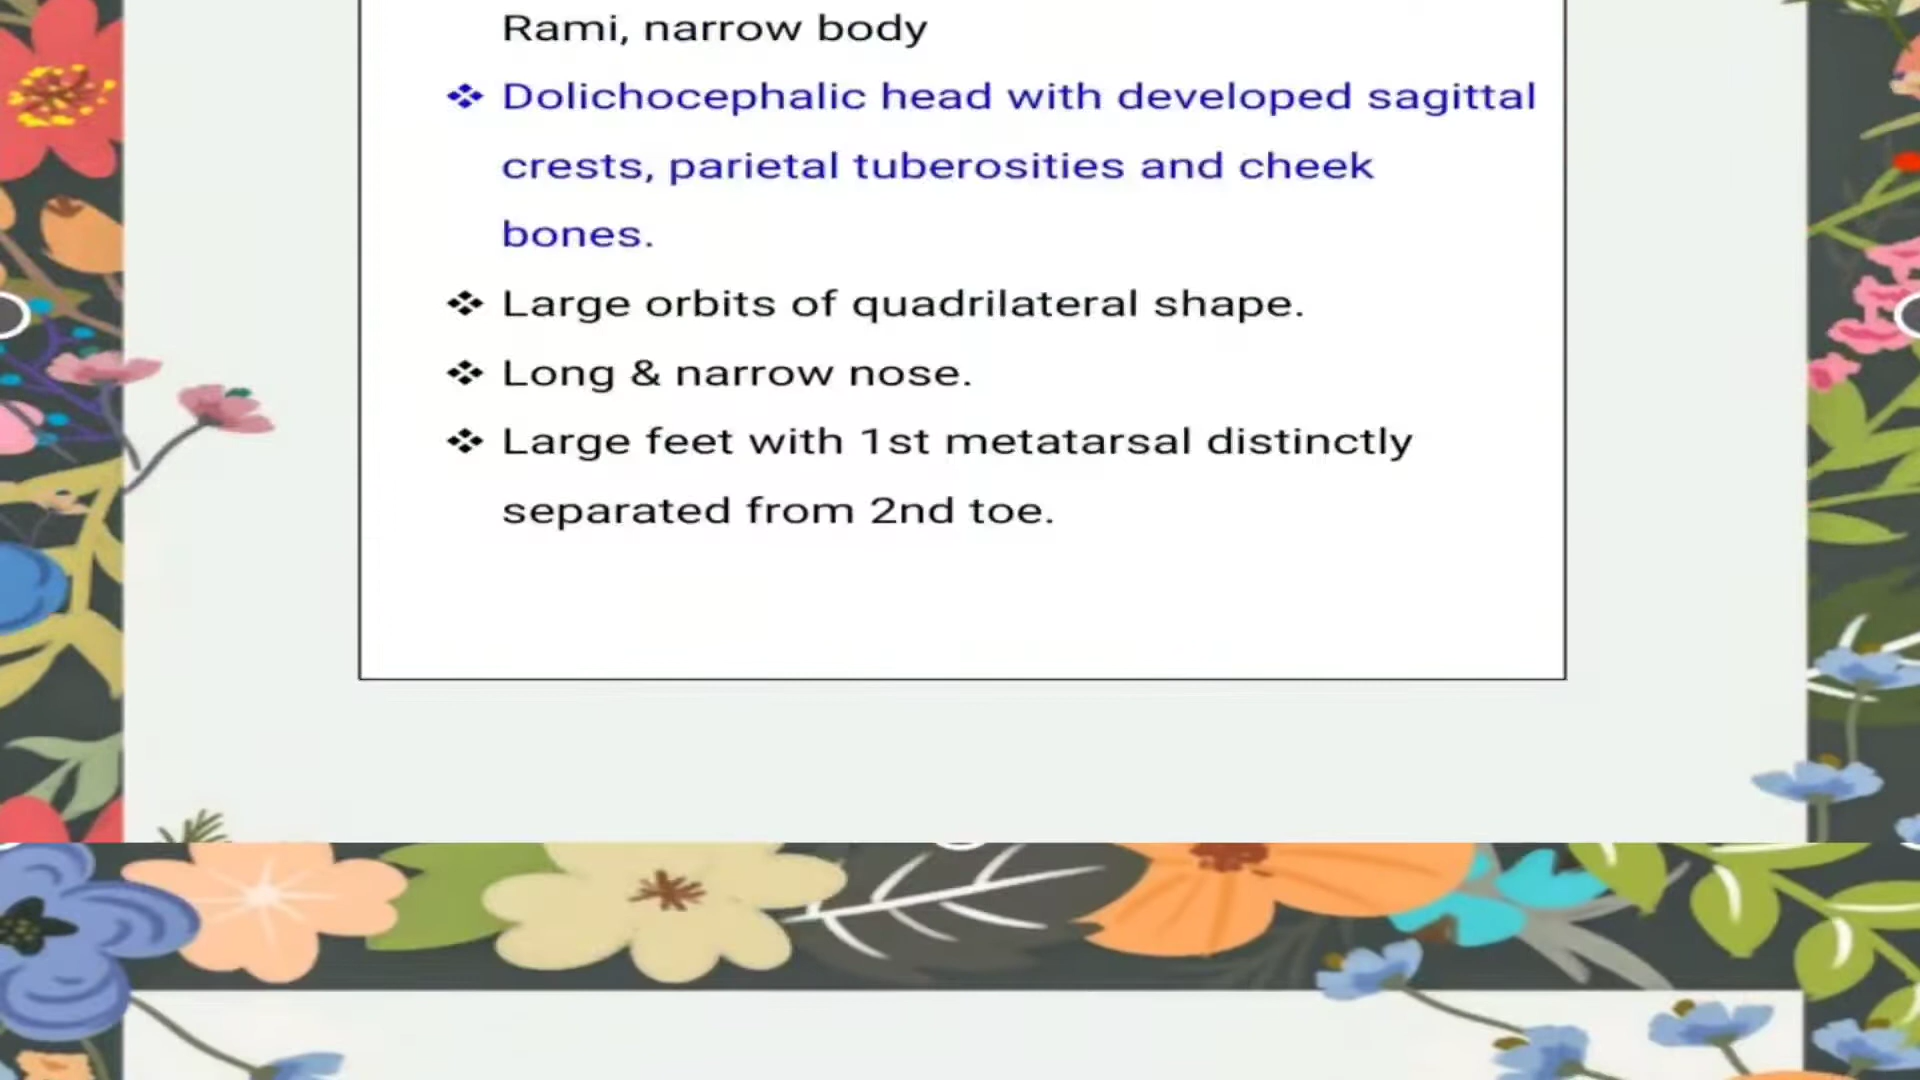 Rami, narrow body
❖ Dolichocephalic head with developed sagittal
crests, parietal tuberosities and cheek
bones.
❖ Large orbits of quadrilateral shape.
❖ Long & narrow nose.
❖ Large feet with 1st metatarsal distinctly
separated from 2nd toe.